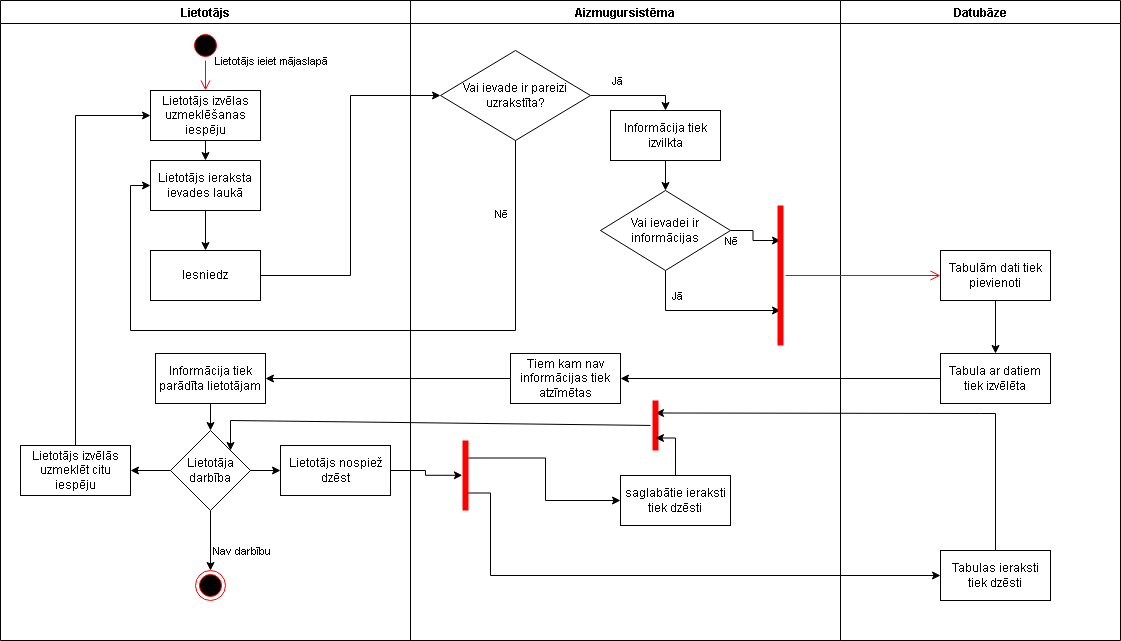 Lietotājs
Aizmugursistēma
Datubāze
Lietotājs ieiet mājaslapā
Lietotājs izvēlas
uzmeklēšanas
iespēju
Lietotājs ieraksta
ievades laukā
Iesniedz
Vai ievade ir pareizi
uzrakstīta?
Jā
Nē
Informācija tiek
izvilkta
Vai ievadei ir
informācijas
Nē
Jā
Tabulām dati tiek
pievienoti
Tabula ar datiem
tiek izvēlēta
Tiem kam nav
informācijas tiek
atzīmētas
Informācija tiek
parādīta lietotājam
Lietotāja
darbība
Lietotājs izvēlās
uzmeklēt citu
iespēju
Lietotājs nospiež
dzēst
saglabātie ieraksti
tiek dzēsti
Tabulas ieraksti
tiek dzēsti
Nav darbību